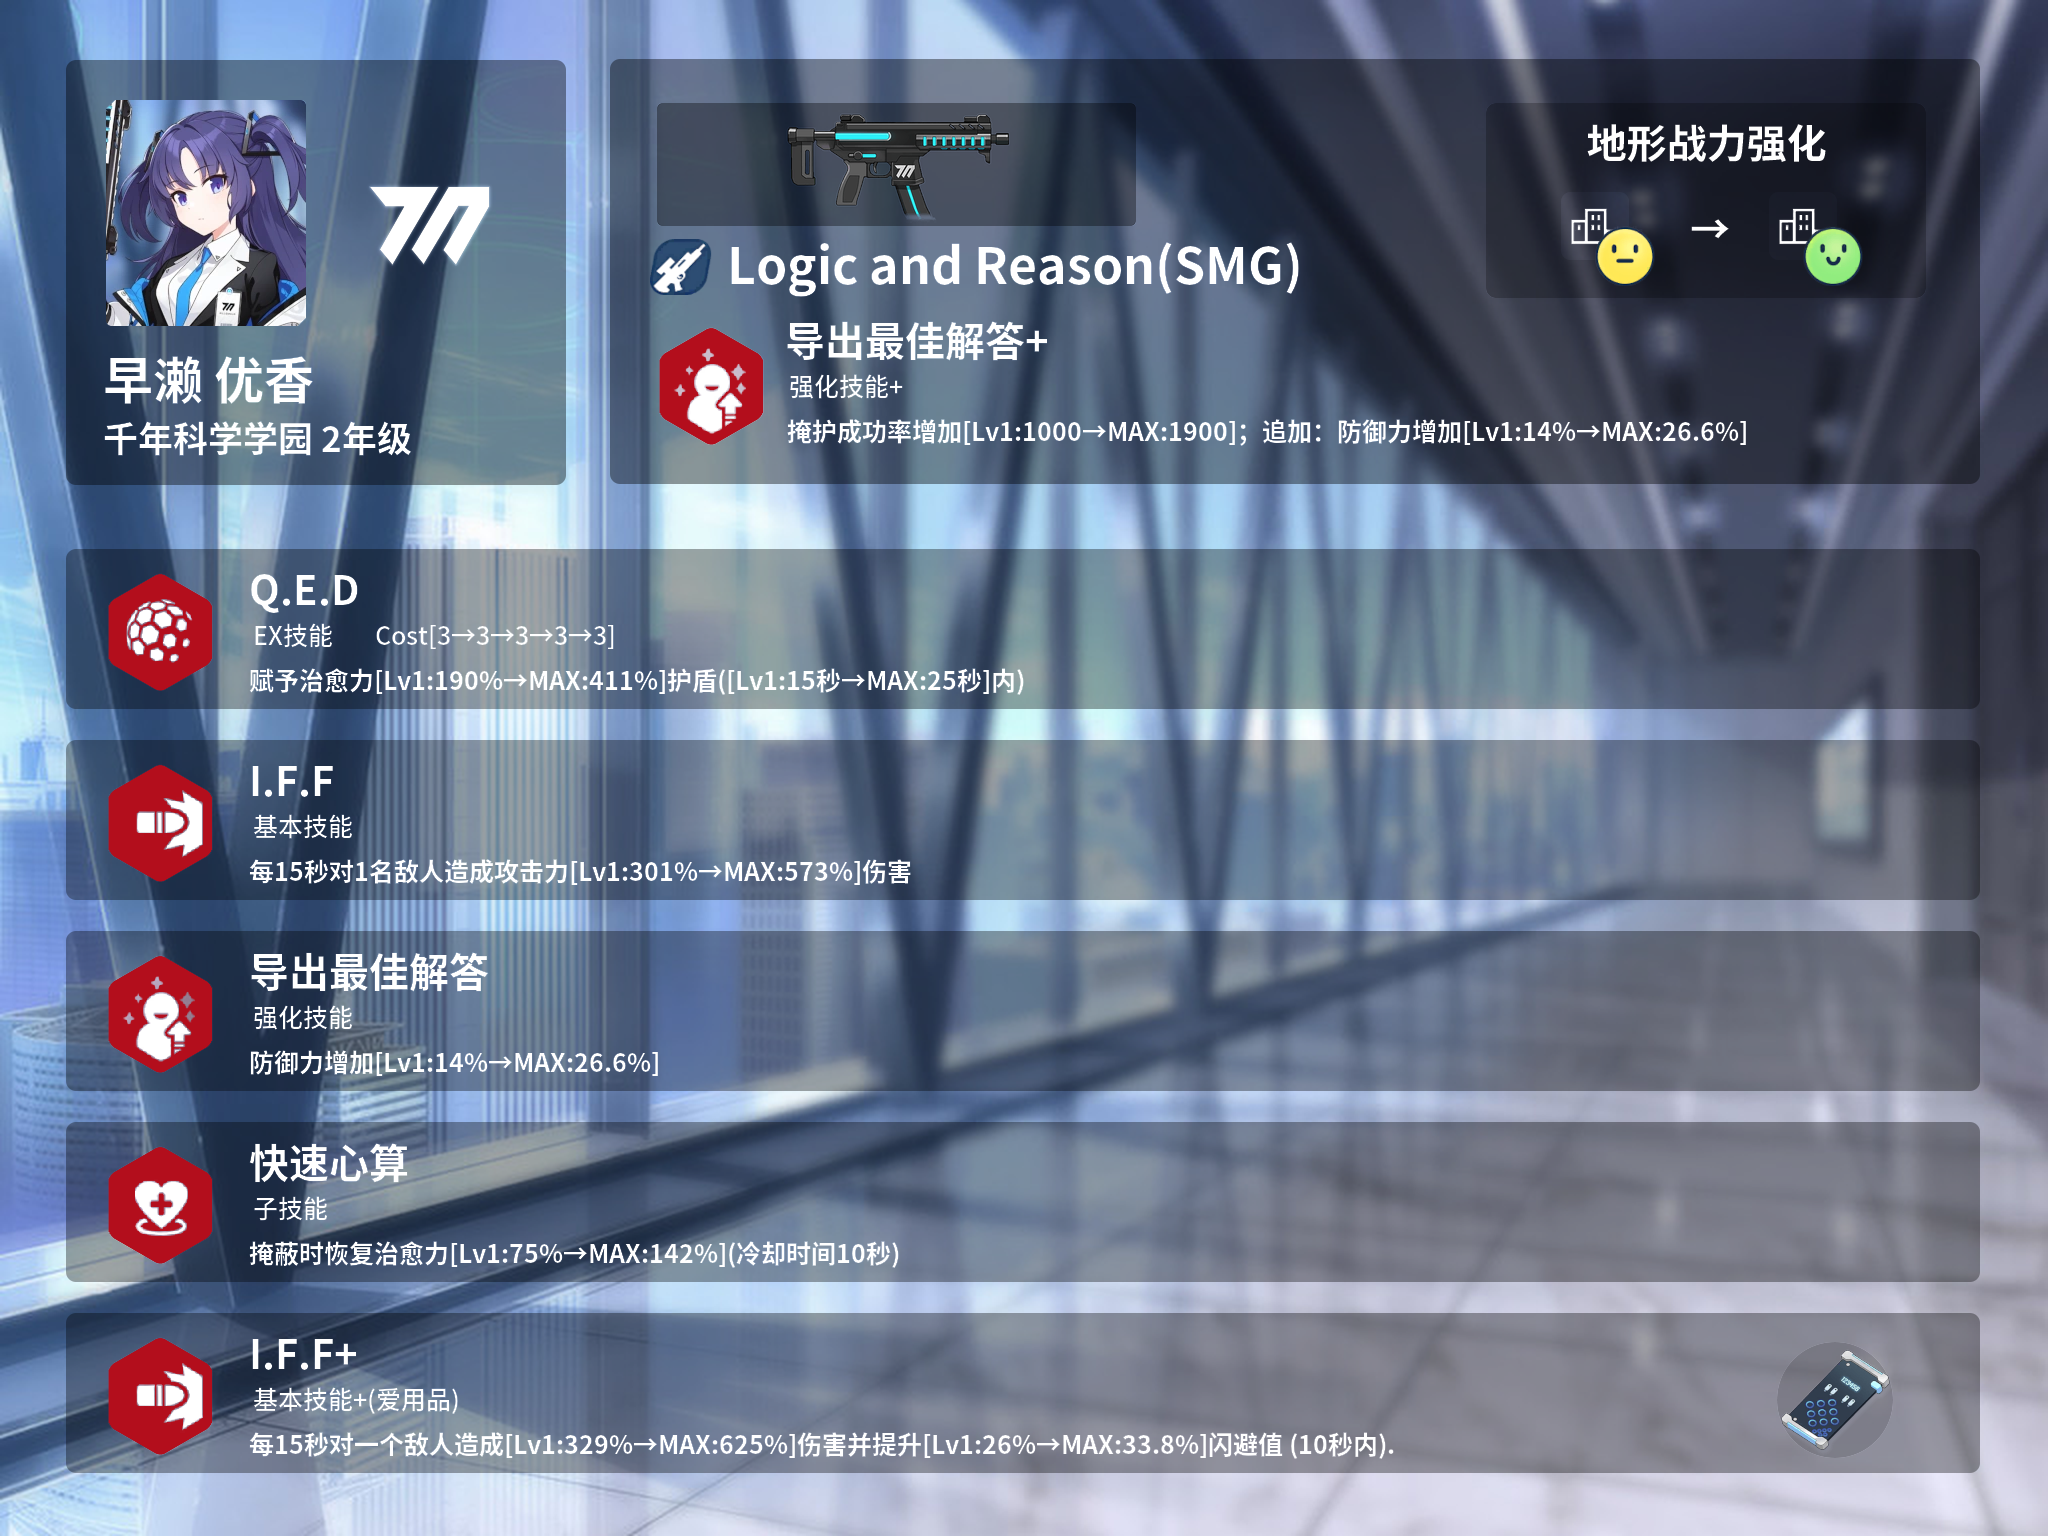 早濑 优香
千年科学学园 2年级
Logic and Reason(SMG)
地形战力强化
→
导出最佳解答+
强化技能+
掩护成功率增加[Lv1:1000→MAX:1900]；追加：防御力增加[Lv1:14%→MAX:26.6%]
Q.E.D
EX技能 Cost[3→3→3→3→3]
赋予治愈力[Lv1:190%→MAX:411%]护盾([Lv1:15秒→MAX:25秒]内)
I.F.F
基本技能
每15秒对1名敌人造成攻击力[Lv1:301%→MAX:573%]伤害
导出最佳解答
强化技能
防御力增加[Lv1:14%→MAX:26.6%]
快速心算
子技能
掩蔽时恢复治愈力[Lv1:75%→MAX:142%](冷却时间10秒)
I.F.F+
基本技能+(爱用品)
每15秒对一个敌人造成[Lv1:329%→MAX:625%]伤害并提升[Lv1:26%→MAX:33.8%]闪避值 (10秒内).